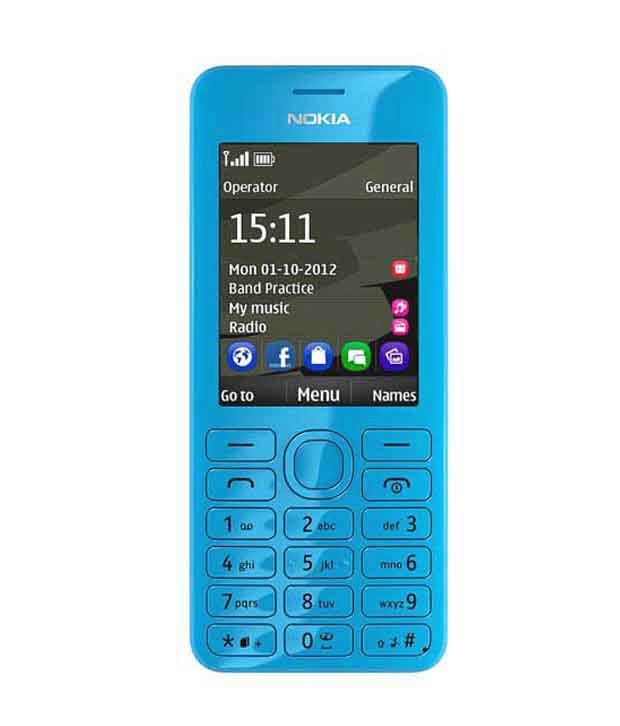 NOKIA
Operator General
15:11
Mon 01-10-2012
Band Practice
My music
Radio
Go to Menu Names
1 2 abc def 3
4 ghi 5 jkl mno 6
7 pqrs 8 tuv wxyz 9
* + 0 #